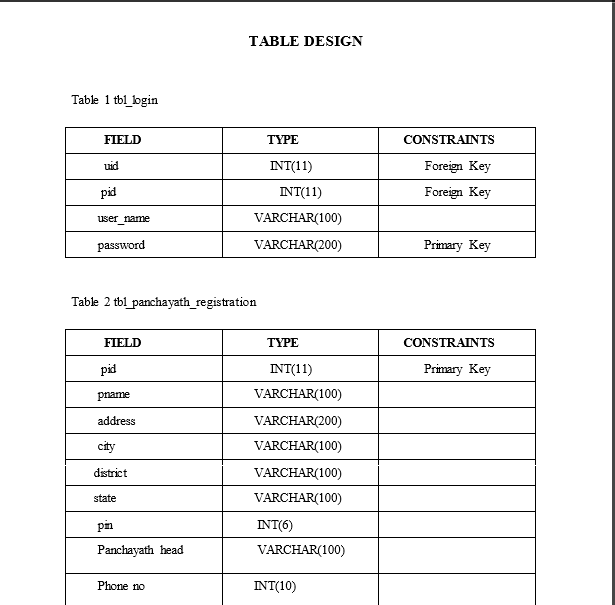 TABLE DESIGN
Table 1 tbl_login
FIELD TYPE CONSTRAINTS
uid INT(11) Foreign Key
pid INT(11) Foreign Key
user_name VARCHAR(100)
password VARCHAR(200) Primary Key
Table 2 tbl_panchayath_registration
FIELD TYPE CONSTRAINTS
pid INT(11) Primary Key
pname VARCHAR(100)
address VARCHAR(200)
city VARCHAR(100)
district VARCHAR(100)
state VARCHAR(100)
pin INT(6)
Panchayath head VARCHAR(100)
Phone no INT(10)